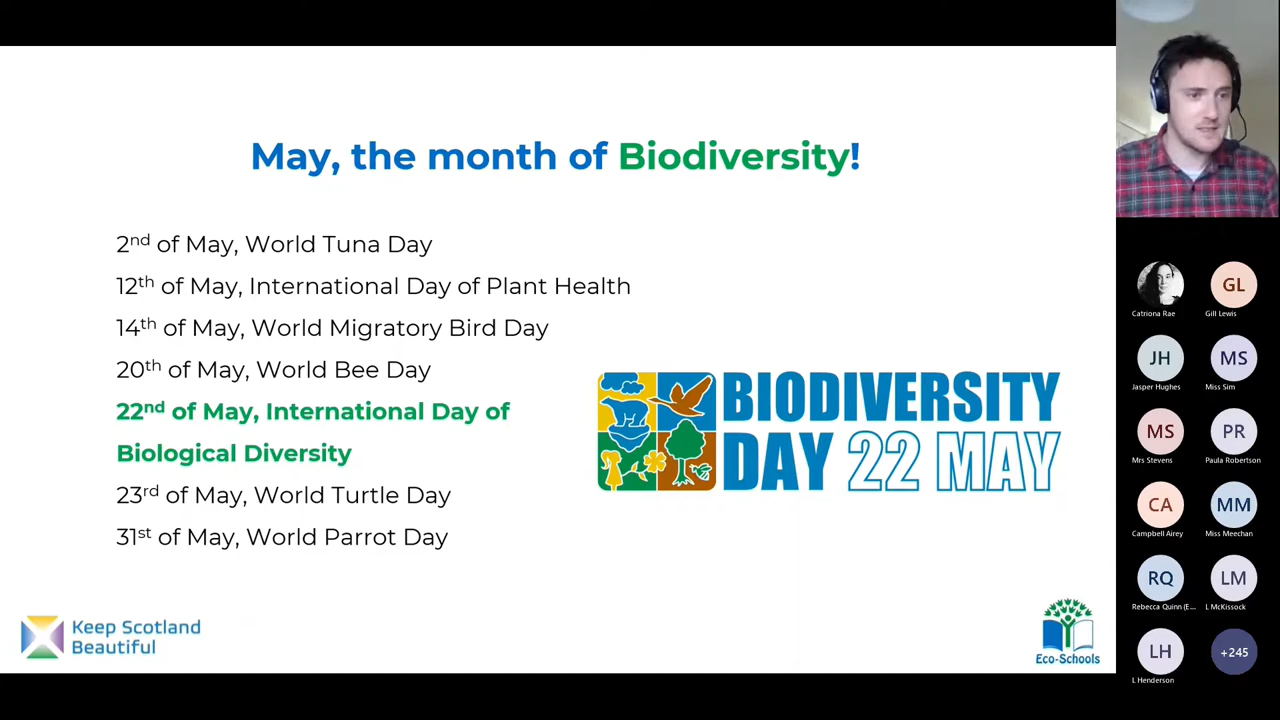 May, the month of Biodiversity!
2nd of May, World Tuna Day
12th of May, International Day of Plant Health
14th of May, World Migratory Bird Day
20th of May, World Bee Day
22nd of May, International Day of
Biological Diversity
23rd of May, World Turtle Day
31st of May, World Parrot Day
BIODIVERSITY
DAY 22 MAY
Keep Scotland
Beautiful
Eco-Schools
GL
Catriona Rae
Gill Lewis
JH
MS
Jasper Hughes
Miss Sim
MS
PR
Mrs Stevens
Paula Robertson
CA
MM
Campbell Airey
Miss Meechan
RQ
LM
Rebecca Quinn (E...
L McKissock
LH
+245
L Henderson